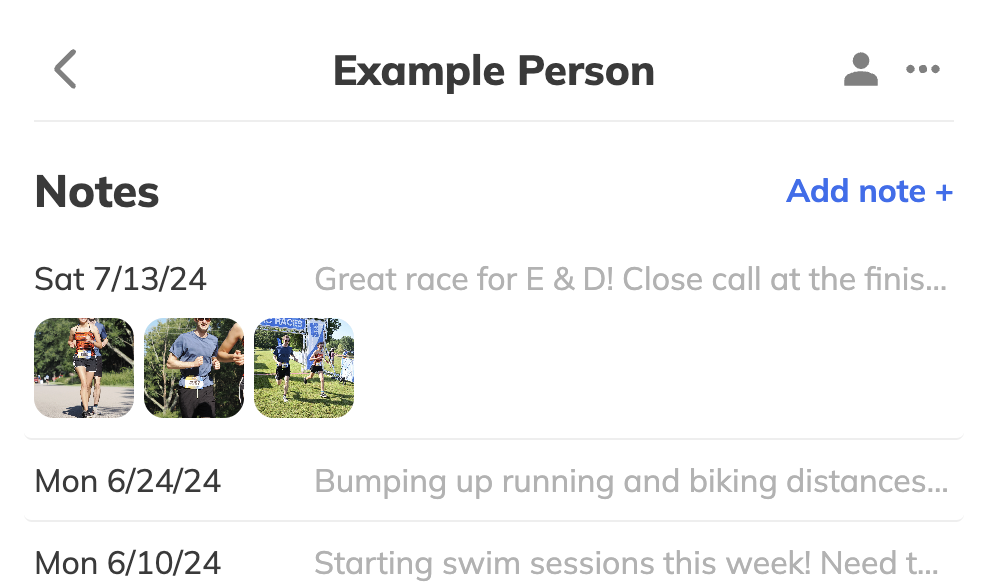 Example Person
Notes
Add note +
Sat 7/13/24
Great race for E & D! Close call at the finis...
Mon 6/24/24
Bumping up running and biking distances...
Mon 6/10/24
Starting swim sessions this week! Need t...